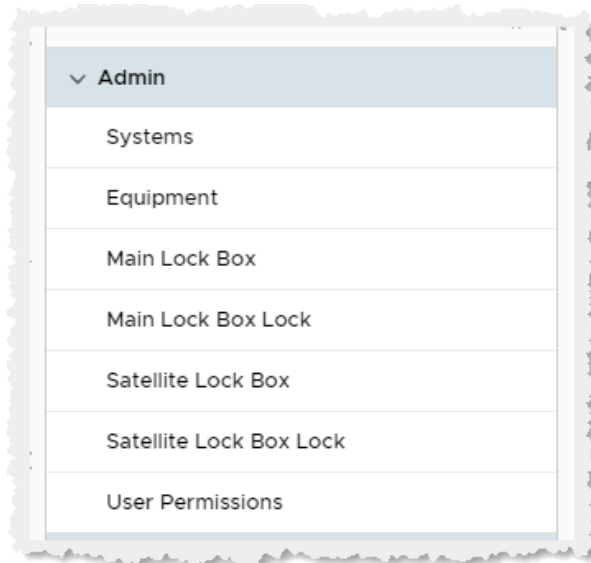 Admin
Systems
Equipment
Main Lock Box
Main Lock Box Lock
Satellite Lock Box
Satellite Lock Box Lock
User Permissions